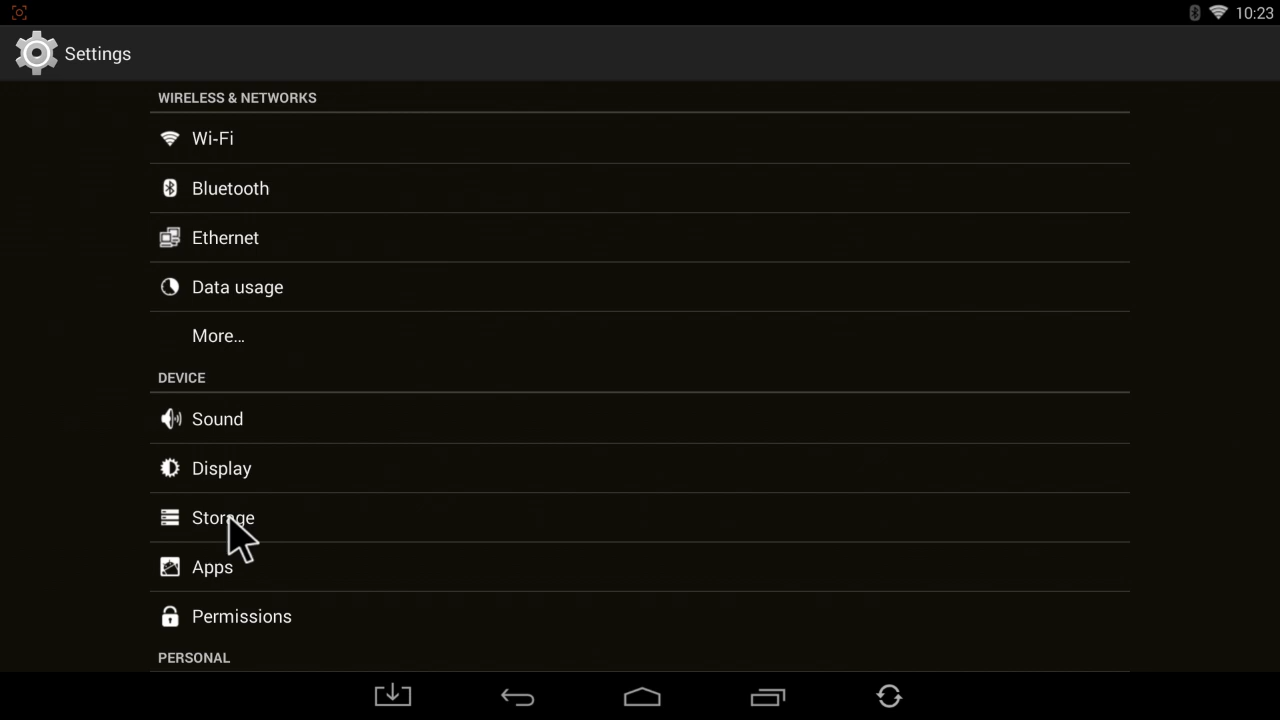 10:23
Settings
WIRELESS & NETWORKS
Wi-Fi
Bluetooth
Ethernet
Data usage
More...
DEVICE
Sound
Display
Storage
Apps
Permissions
PERSONAL